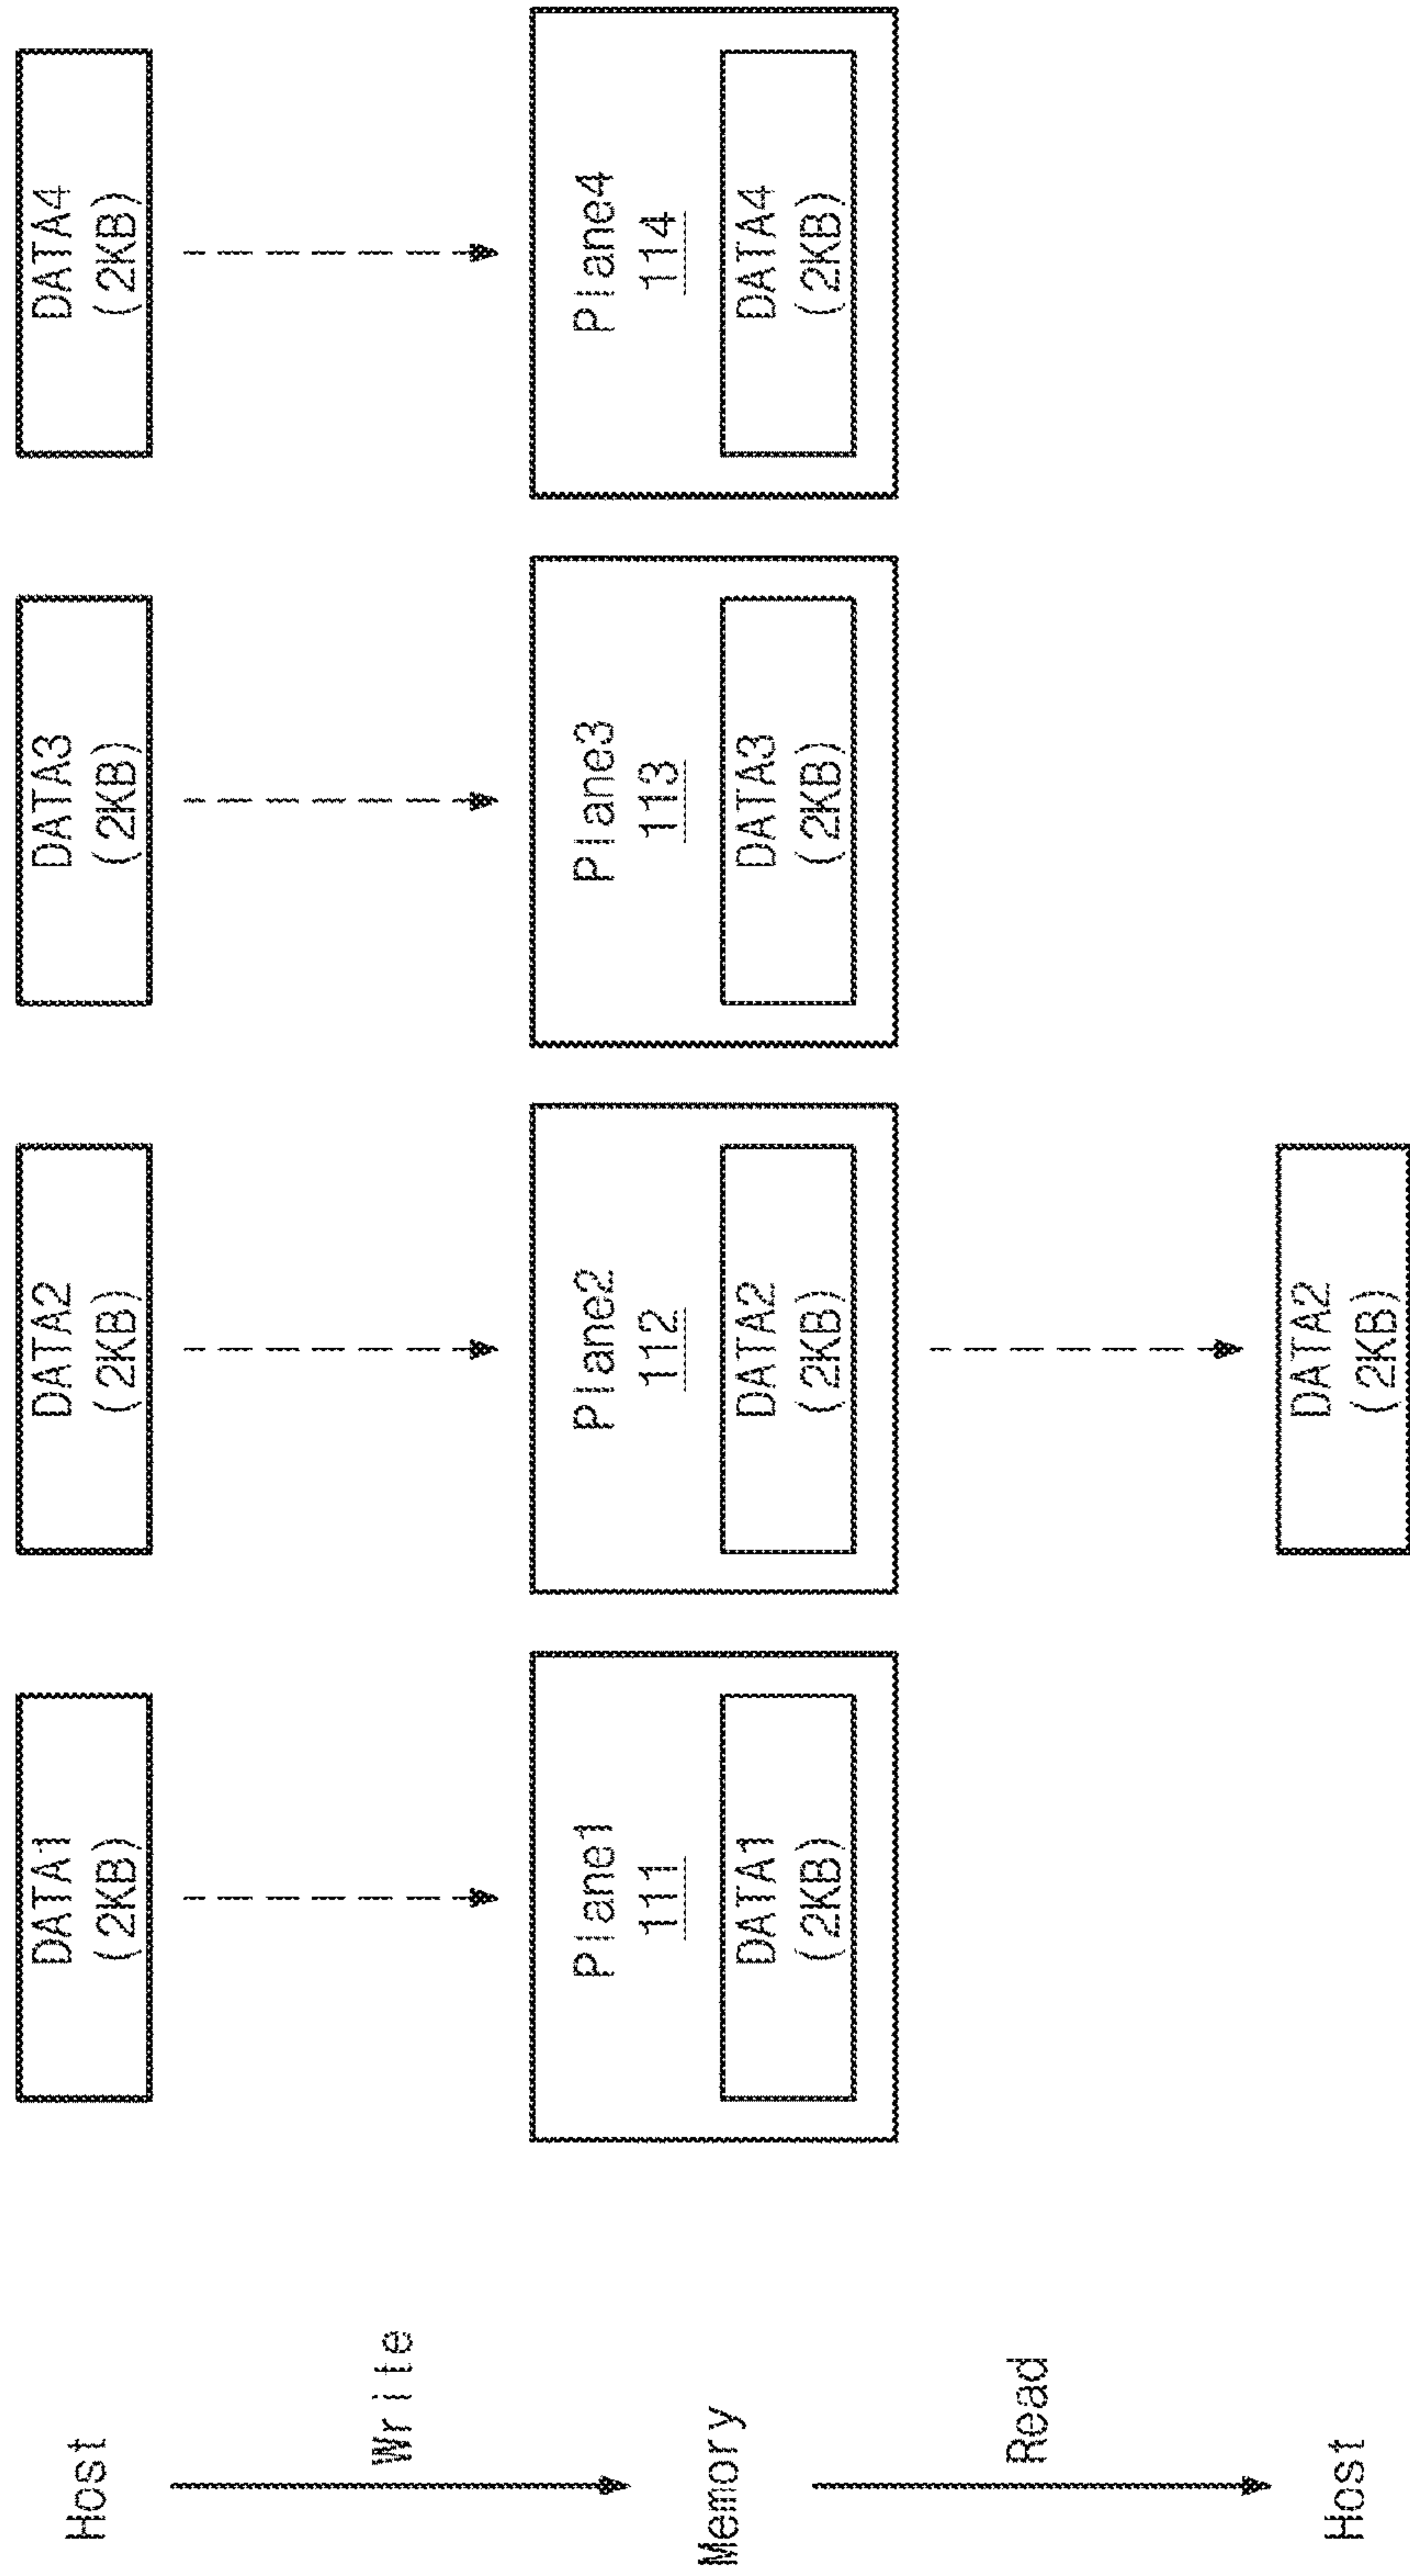 Host
DATA1
(2KB)
DATA2
(2KB)
DATA3
(2KB)
DATA4
(2KB)
Write
Memory
Plane1
111
DATA1
(2KB)
Plane2
112
DATA2
(2KB)
Plane3
113
DATA3
(2KB)
Plane4
114
DATA4
(2KB)
Read
Host
DATA2
(2KB)